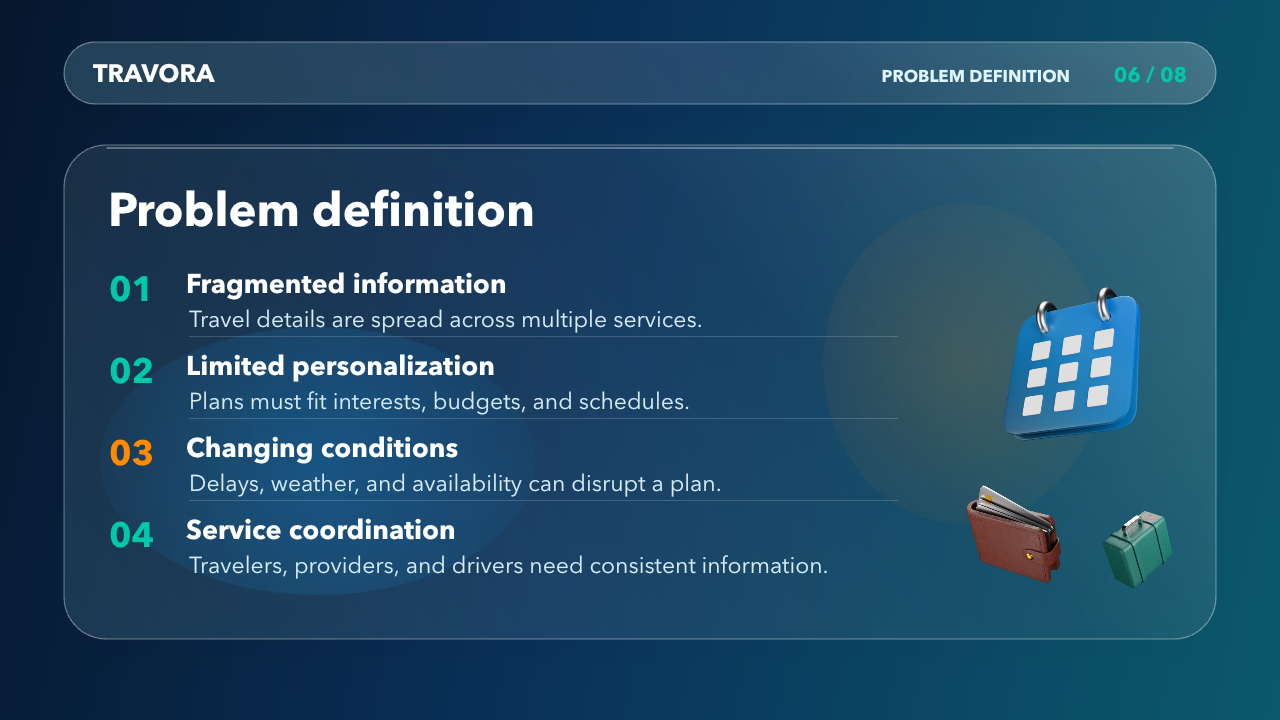 TRAVORA
PROBLEM DEFINITION 06 / 08
Problem definition
01 Fragmented information
Travel details are spread across multiple services.
02 Limited personalization
Plans must fit interests, budgets, and schedules.
03 Changing conditions
Delays, weather, and availability can disrupt a plan.
04 Service coordination
Travelers, providers, and drivers need consistent information.